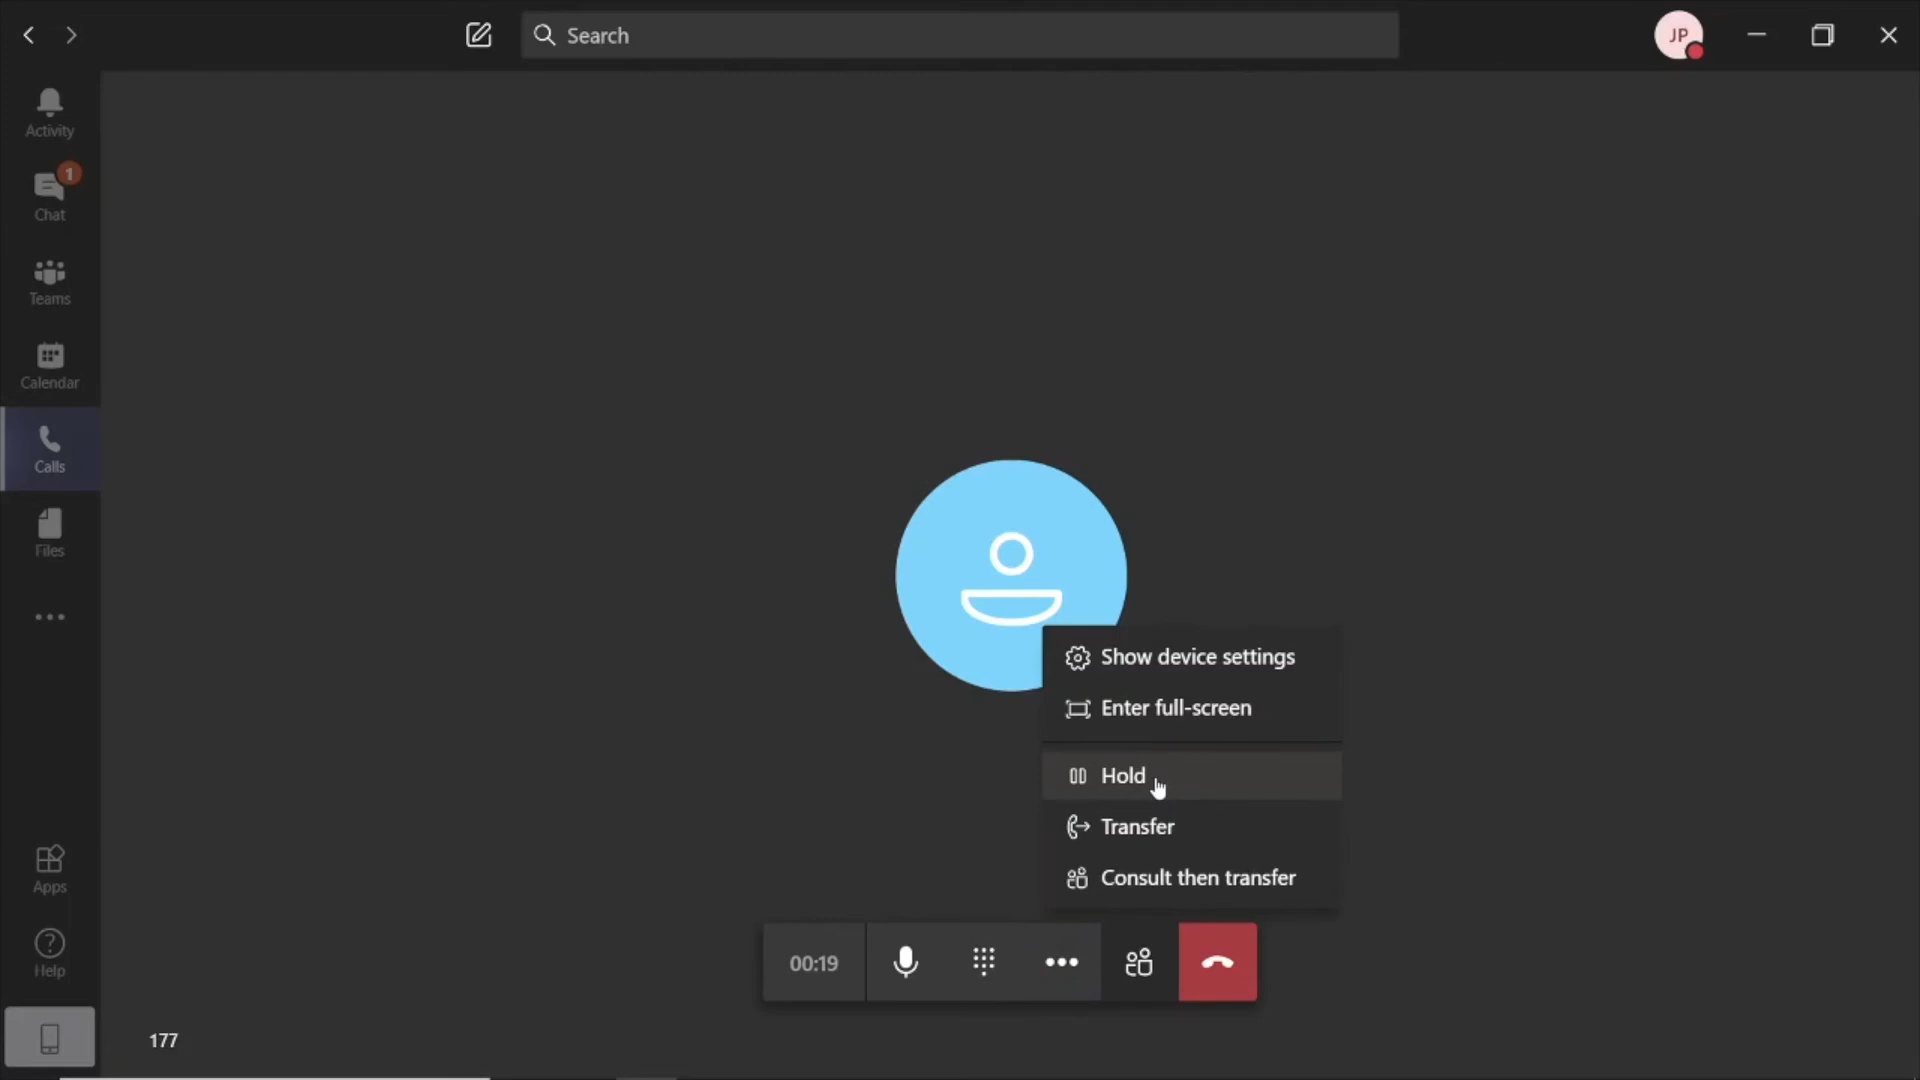 Search
JP
Activity
1
Chat
Teams
Calendar
Calls
Files
Show device settings
Enter full-screen
Hold
Transfer
Consult then transfer
Apps
Help
00:19
177